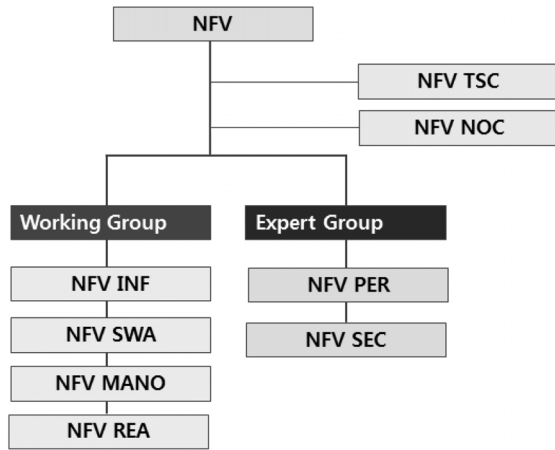 NFV
NFV TSC
NFV NOC
Working Group
NFV INF
NFV SWA
NFV MANO
NFV REA
Expert Group
NFV PER
NFV SEC